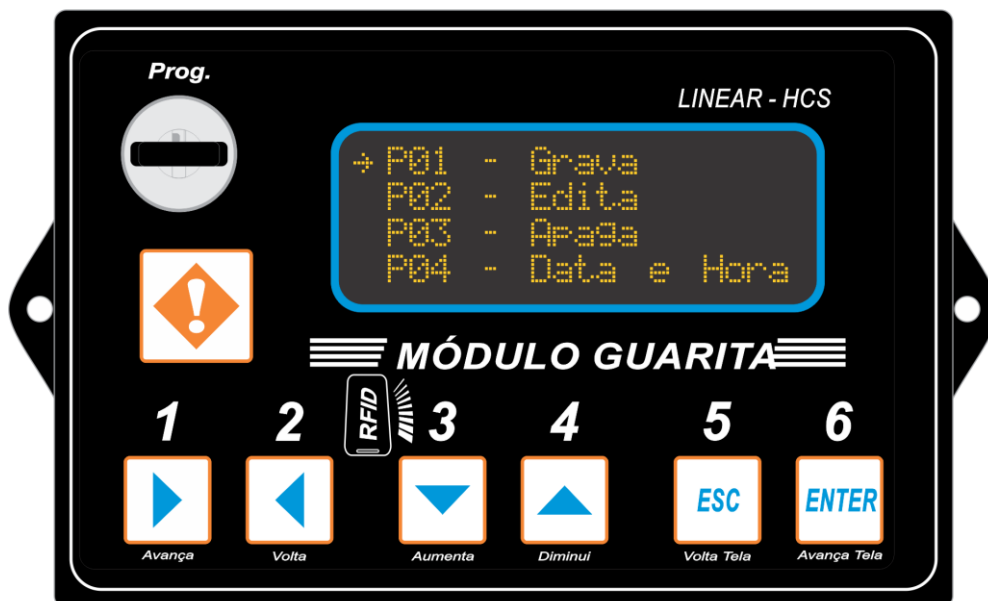 Prog.
LINEAR - HCS
→ P01 - Grava
P02 - Edita
P03 - Apaga
P04 - Data e Hora
!
MÓDULO GUARITA
RFID
1 2 3 4 5 6
ESC ENTER
Avança Volta Aumenta Diminui Volta Tela Avança Tela